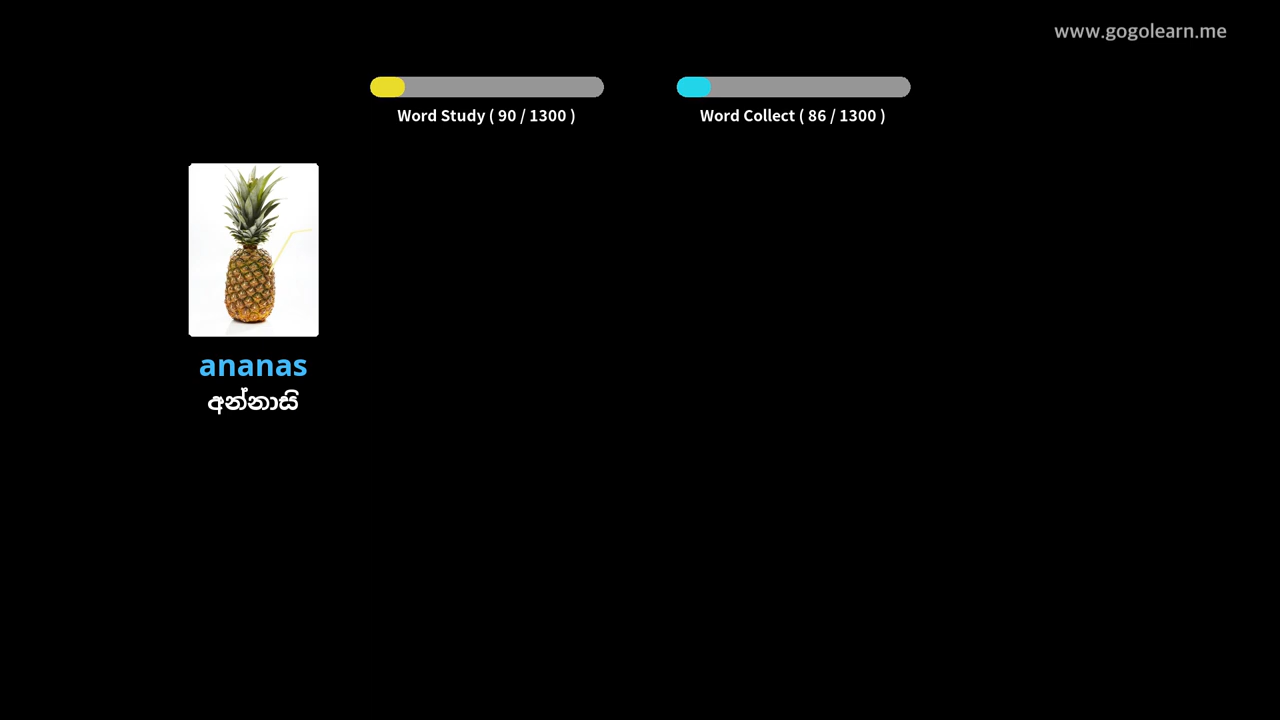 www.gogolearn.me
Word Study ( 90 / 1300 )
Word Collect ( 86 / 1300 )
ananas
අන්නාසි